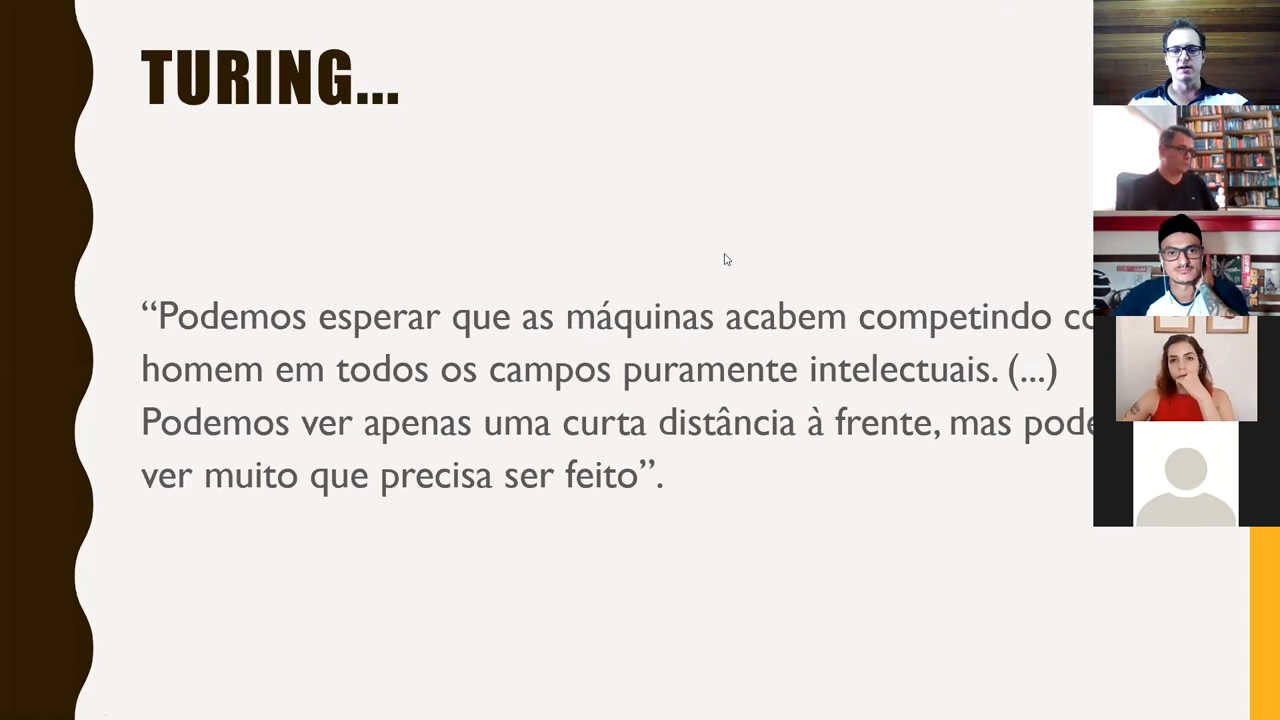 TURING...
“Podemos esperar que as máquinas acabem competindo
homem em todos os campos puramente intelectuais. (...)
Podemos ver apenas uma curta distância à frente, mas
ver muito que precisa ser feito”.